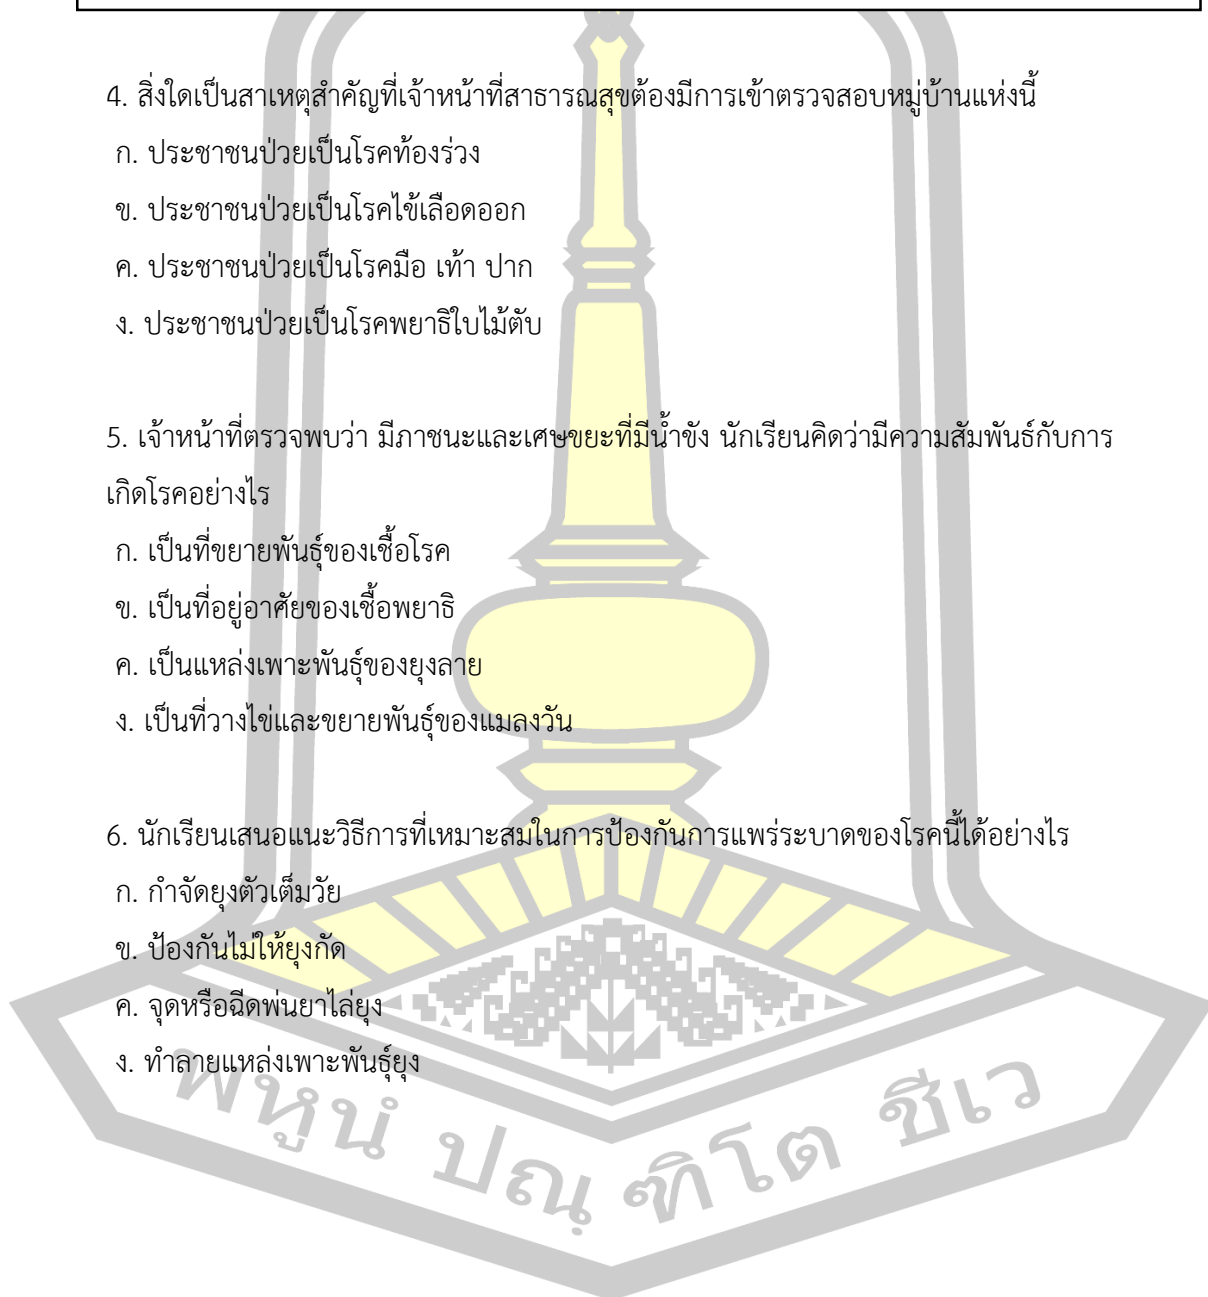 4. สิ่งใดเป็นสาเหตุสำคัญที่เจ้าหน้าที่สาธารณสุขต้องมีการเข้าตรวจสอบหมู่บ้านแห่งนี้
ก. ประชาชนป่วยเป็นโรคท้องร่วง
ข. ประชาชนป่วยเป็นโรคไข้เลือดออก
ค. ประชาชนป่วยเป็นโรคมือ เท้า ปาก
ง. ประชาชนป่วยเป็นโรคพยาธิใบไม้ตับ
5. เจ้าหน้าที่ตรวจพบว่า มีภาชนะและเศษขยะที่มีน้ำขัง นักเรียนคิดว่ามีความสัมพันธ์กับการ
เกิดโรคอย่างไร
ก. เป็นที่ขยายพันธุ์ของเชื้อโรค
ข. เป็นที่อยู่อาศัยของเชื้อพยาธิ
ค. เป็นแหล่งเพาะพันธุ์ของยุงลาย
ง. เป็นที่วางไข่และขยายพันธุ์ของแมลงวัน
6. นักเรียนเสนอแนะวิธีการที่เหมาะสมในการป้องกันการแพร่ระบาดของโรคนี้ได้อย่างไร
ก. กำจัดยุงตัวเต็มวัย
ข. ป้องกันไม่ให้ยุงกัด
ค. จุดหรือฉีดพ่นยาไล่ยุง
ง. ทำลายแหล่งเพาะพันธุ์ยุง
พหูนํ ปณฺฑิโต ชีเว